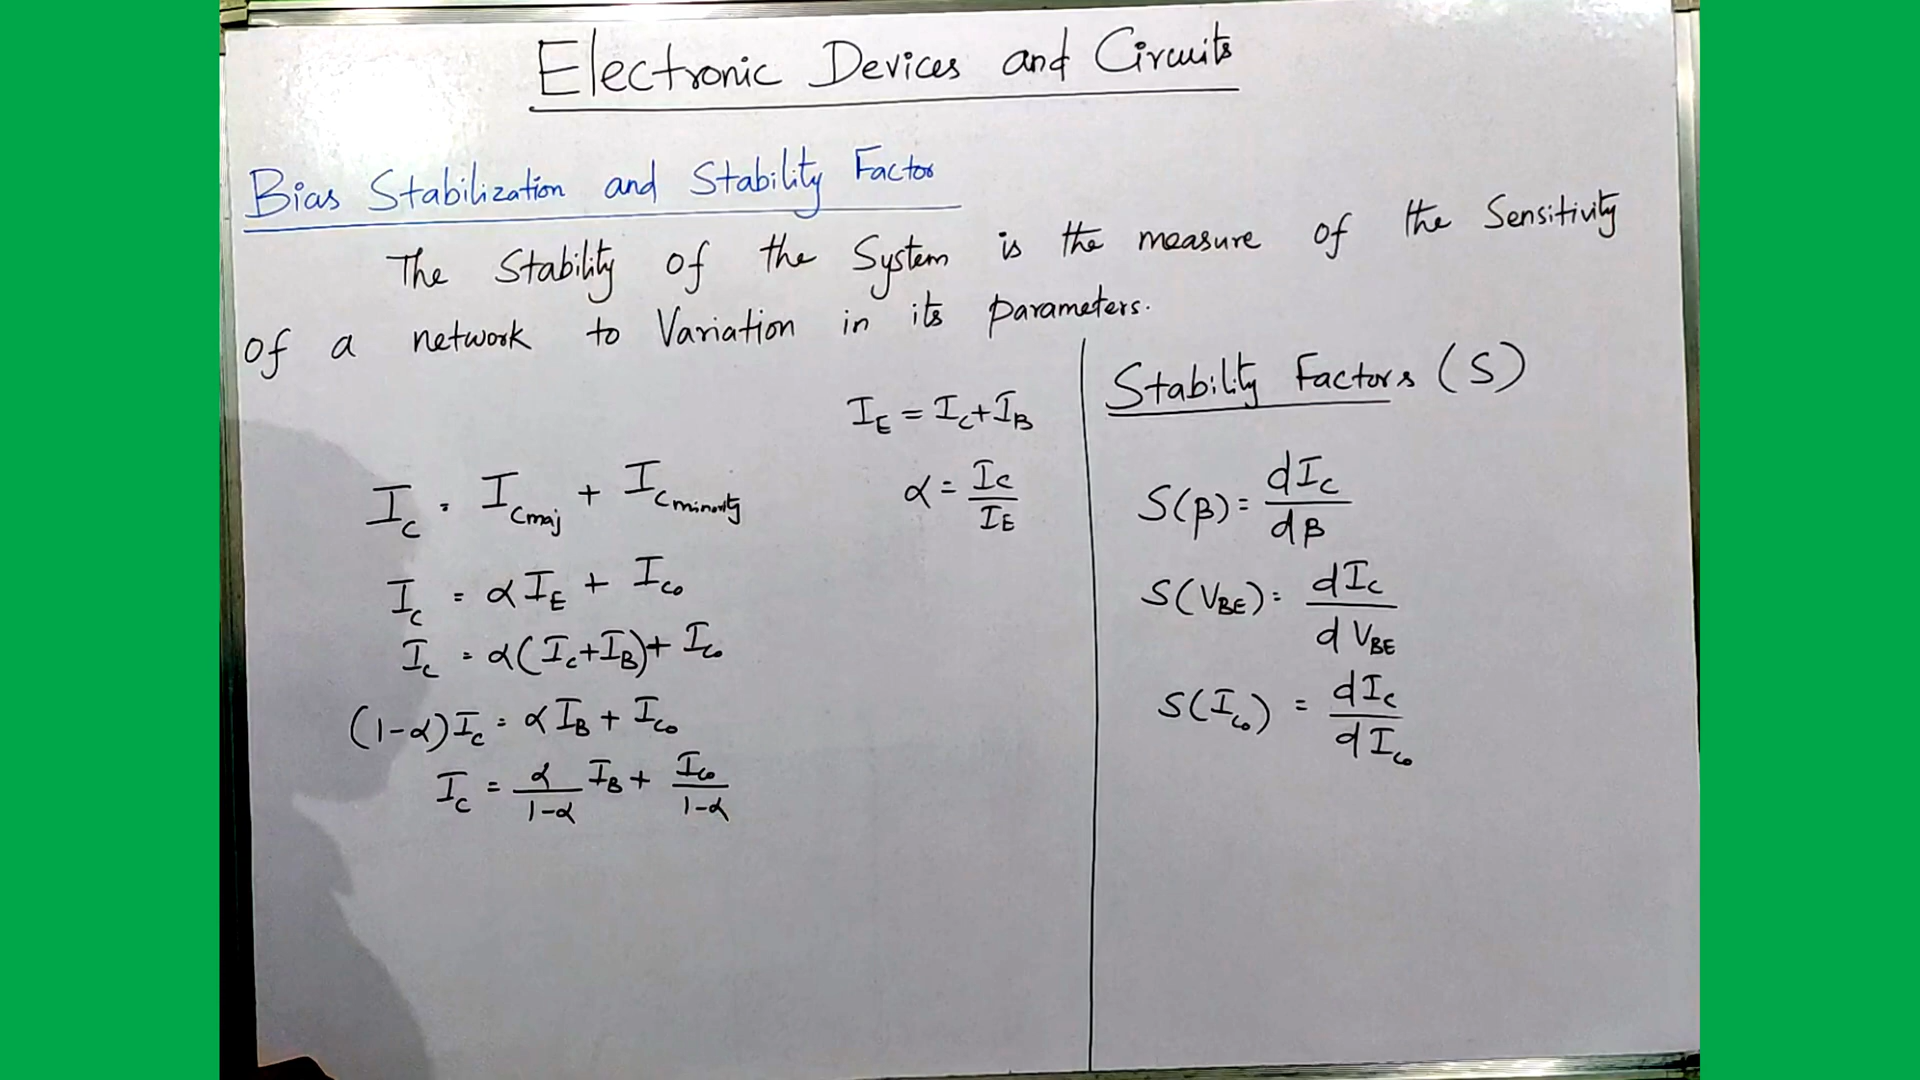 Electronic Devices and Circuits
Bias Stabilization and Stability Factor
The Stability of the System is the measure of the Sensitivity
of a network to Variation in its parameters.
I_E = I_C + I_B
α = I_C / I_E
I_C = I_Cmaj + I_Cminority
I_C = α I_E + I_CO
I_C = α(I_C + I_B) + I_CO
(1-α) I_C = α I_B + I_CO
I_C = α/(1-α) I_B + I_CO/(1-α)
Stability Factors (S)
S(β) = dI_C / dβ
S(V_BE) = dI_C / dV_BE
S(I_CO) = dI_C / dI_CO